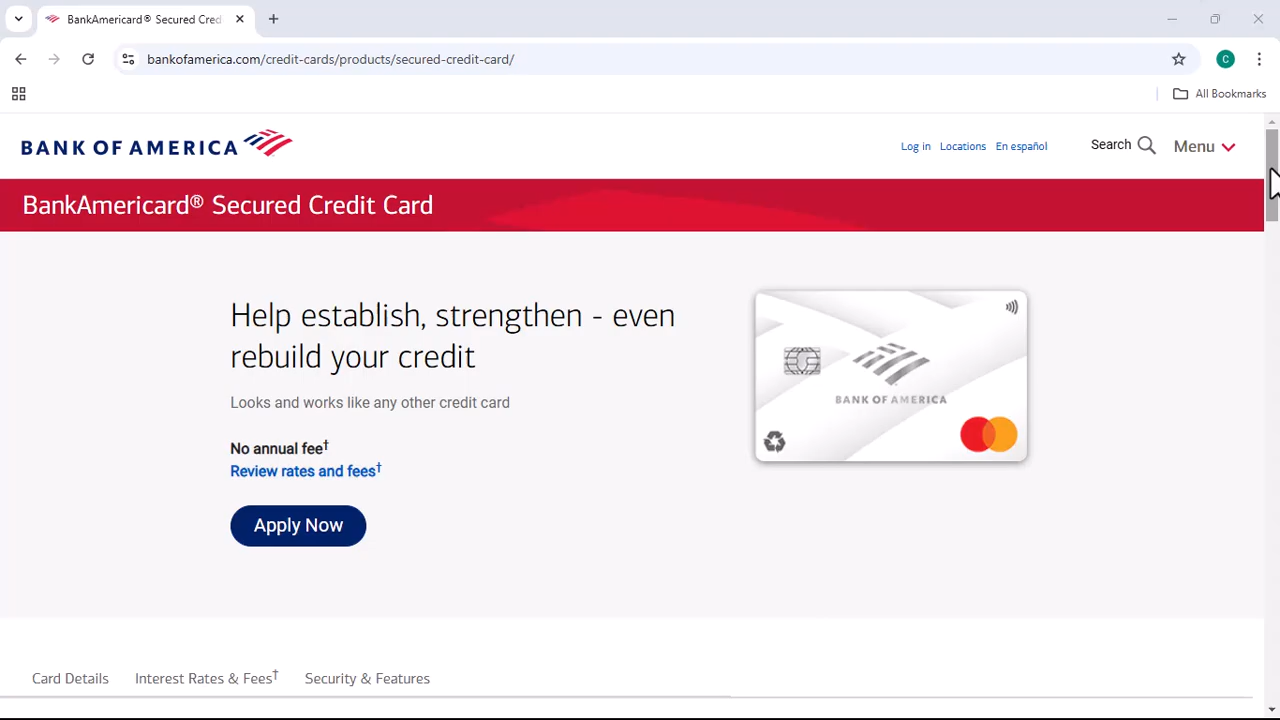 BankAmericard® Secured Cred
bankofamerica.com/credit-cards/products/secured-credit-card/
C
All Bookmarks
BANK OF AMERICA
Log in
Locations
En español
Search
Menu
BankAmericard® Secured Credit Card
Help establish, strengthen - even
rebuild your credit
Looks and works like any other credit card
No annual fee†
Review rates and fees†
Apply Now
BANK OF AMERICA
Card Details
Interest Rates & Fees†
Security & Features